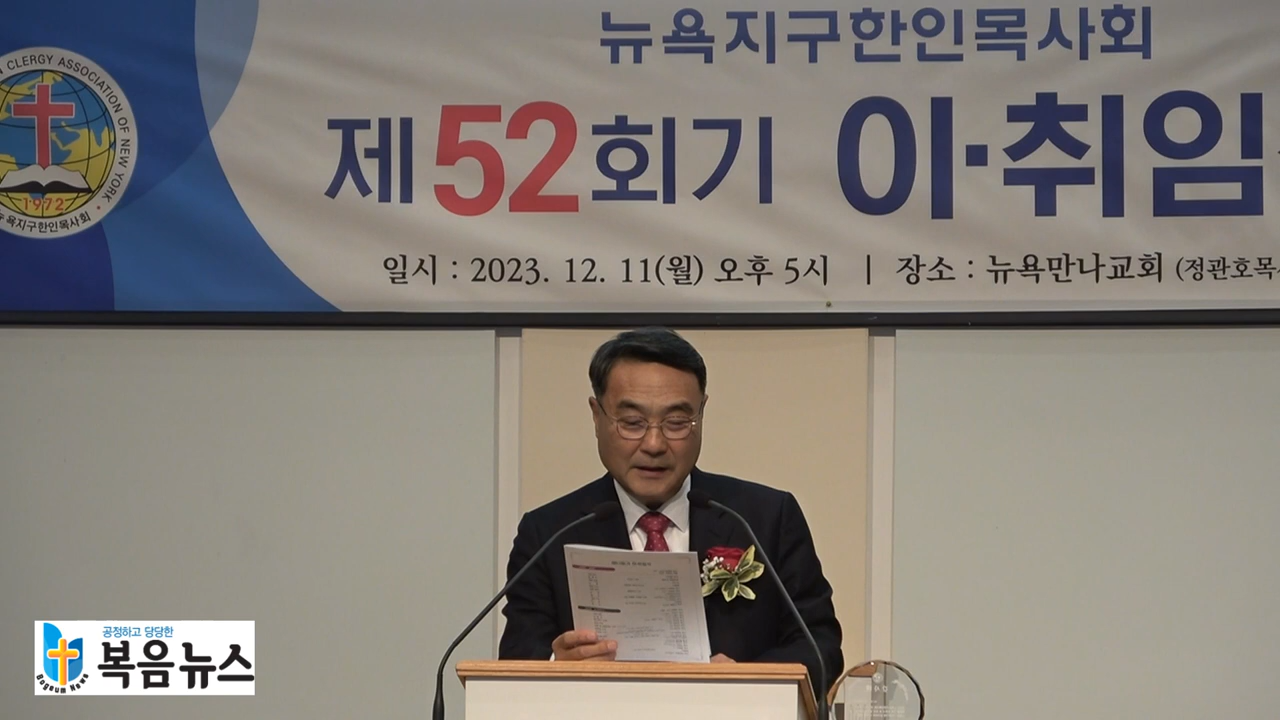 뉴욕지구한인목사회
CLERGY ASSOCIATION OF NEW YORK
1972
뉴욕지구한인목사회
제52회기 이·취임
일시 : 2023. 12. 11(월) 오후 5시 | 장소 : 뉴욕만나교회 (정관호목
공정하고 당당한
복음뉴스
Bogeum News